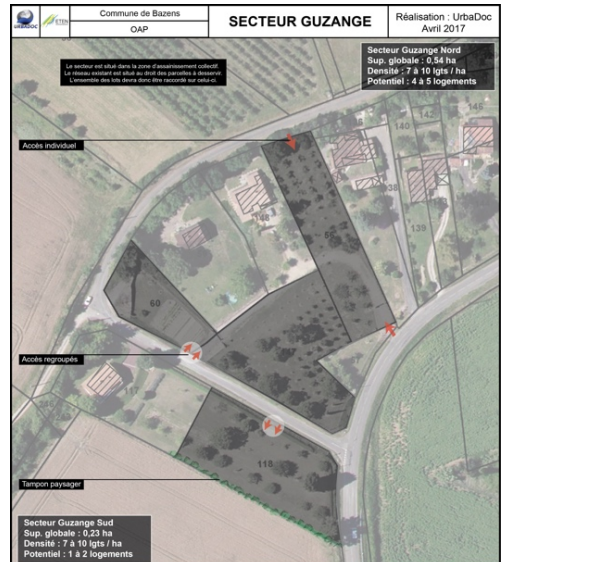 URBADOC
ETEN
Commune de Bazens
OAP
SECTEUR GUZANGE
Réalisation : UrbaDoc
Avril 2017
Le secteur est situé dans la zone d'assainissement collectif.
Le réseau existant est situé au droit des parcelles à desservir.
L'ensemble des lots devra donc être raccordé sur celui-ci.
Secteur Guzange Nord
Sup. globale : 0,54 ha
Densité : 7 à 10 lgts / ha
Potentiel : 4 à 5 logements
146
142
140
Accès individuel
139
60
Accès regroupés
118
Tampon paysager
Secteur Guzange Sud
Sup. globale : 0,23 ha
Densité : 7 à 10 lgts / ha
Potentiel : 1 à 2 logements